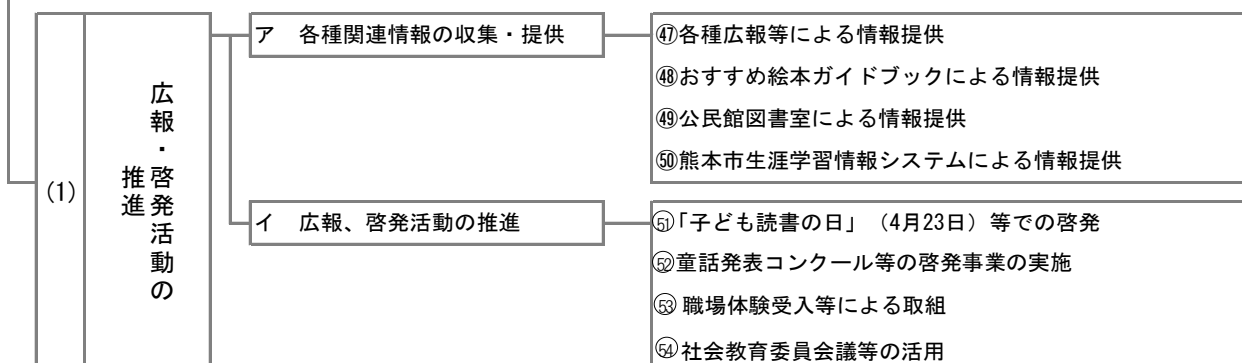 (1)
広報・啓発活動の
推進
ア 各種関連情報の収集・提供
㊼各種広報等による情報提供
㊽おすすめ絵本ガイドブックによる情報提供
㊾公民館図書室による情報提供
㊿熊本市生涯学習情報システムによる情報提供
イ 広報、啓発活動の推進
51「子ども読書の日」（4月23日）等での啓発
52童話発表コンクール等の啓発事業の実施
53 職場体験受入等による取組
54社会教育委員会議等の活用